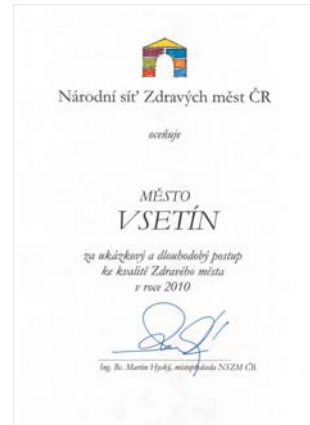 Národní síť Zdravých měst ČR
oceňuje
MĚSTO
VSETÍN
za ukázkový a dlouhodobý postup
ke kvalitě Zdravého města
v roce 2010
Ing. Bc. Martin Hyský, místopředseda NSZM ČR